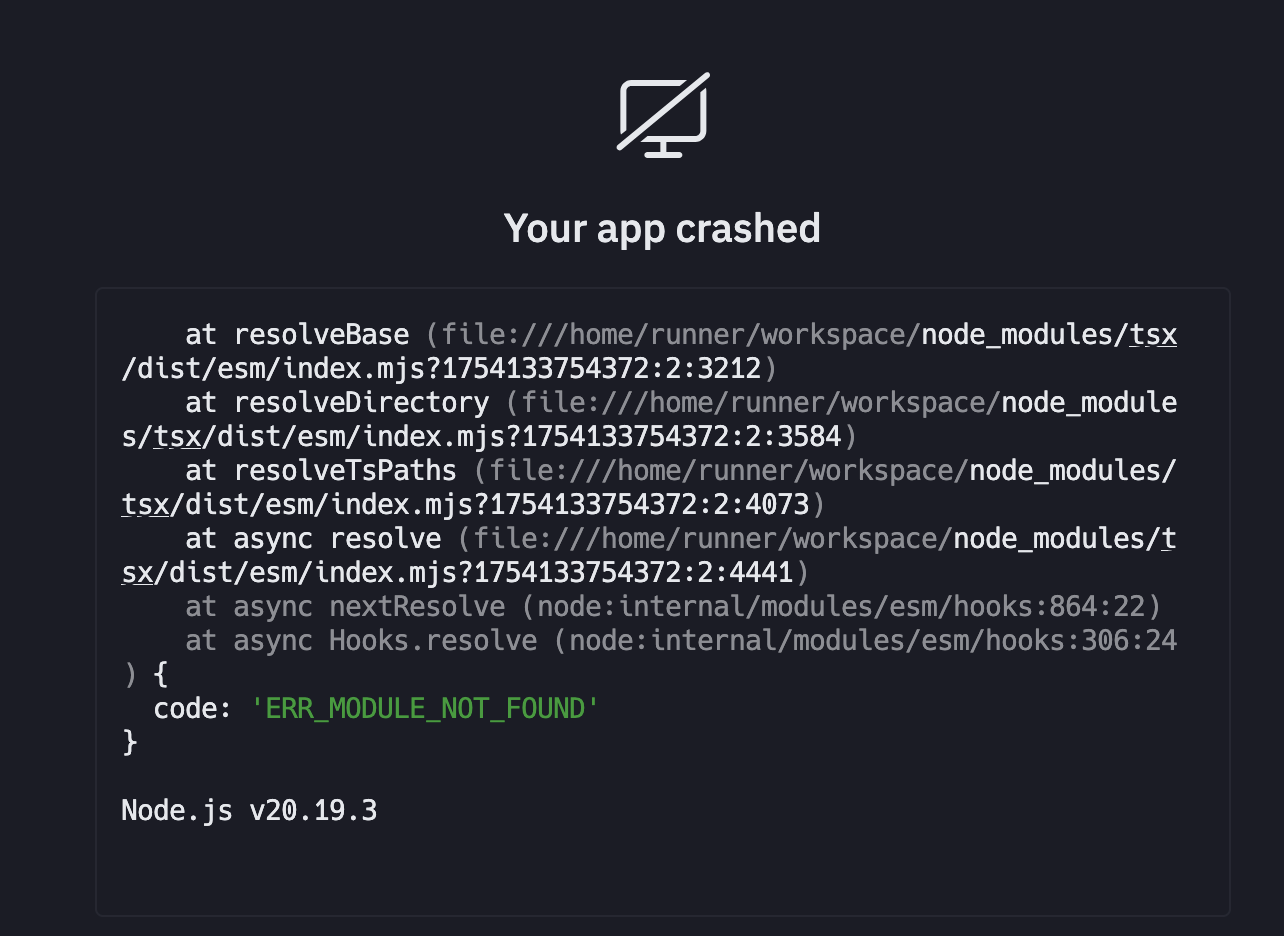 Your app crashed
    at resolveBase (file:///home/runner/workspace/node_modules/tsx
/dist/esm/index.mjs?1754133754372:2:3212)
    at resolveDirectory (file:///home/runner/workspace/node_module
s/tsx/dist/esm/index.mjs?1754133754372:2:3584)
    at resolveTsPaths (file:///home/runner/workspace/node_modules/
tsx/dist/esm/index.mjs?1754133754372:2:4073)
    at async resolve (file:///home/runner/workspace/node_modules/t
sx/dist/esm/index.mjs?1754133754372:2:4441)
    at async nextResolve (node:internal/modules/esm/hooks:864:22)
    at async Hooks.resolve (node:internal/modules/esm/hooks:306:24
) {
  code: 'ERR_MODULE_NOT_FOUND'
}
Node.js v20.19.3